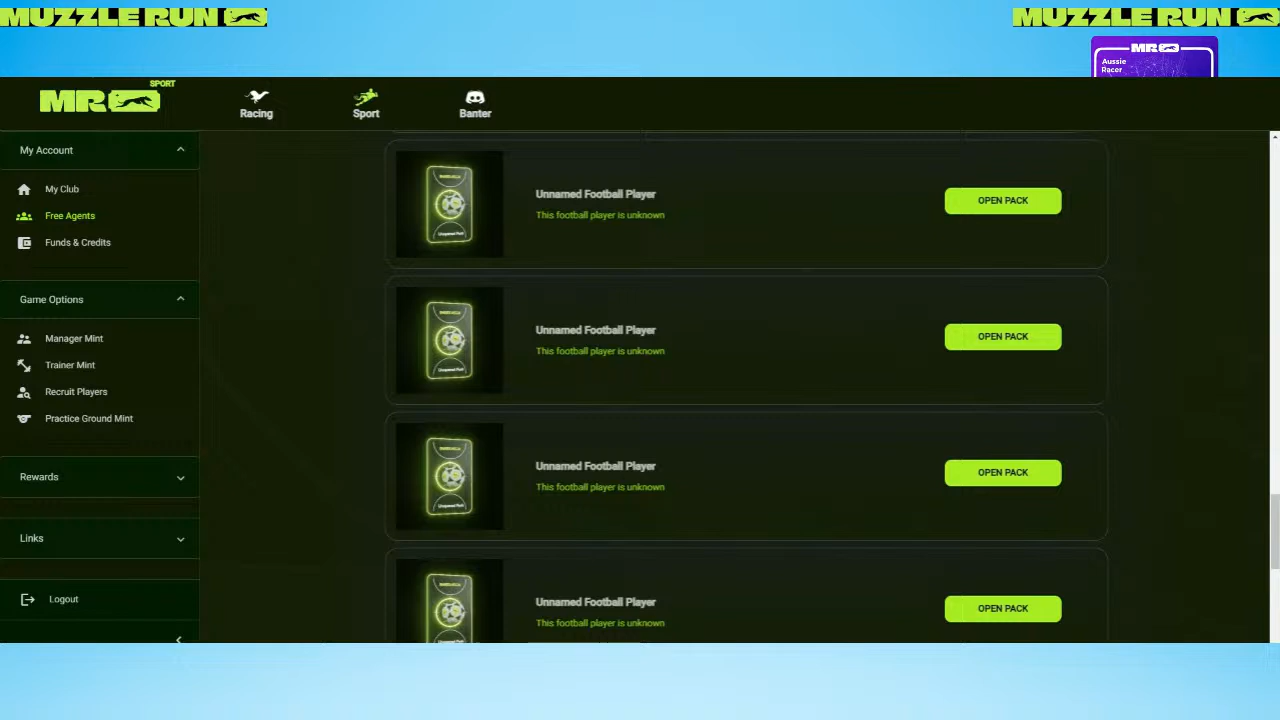 MUZZLE RUN
MUZZLE RUN
MR
Aussie
Racer
MR
SPORT
Racing
Sport
Banter
My Account
My Club
Free Agents
Funds & Credits
Game Options
Manager Mint
Trainer Mint
Recruit Players
Practice Ground Mint
Rewards
Links
Logout
Unnamed Football Player
This football player is unknown
OPEN PACK
Unnamed Football Player
This football player is unknown
OPEN PACK
Unnamed Football Player
This football player is unknown
OPEN PACK
Unnamed Football Player
This football player is unknown
OPEN PACK